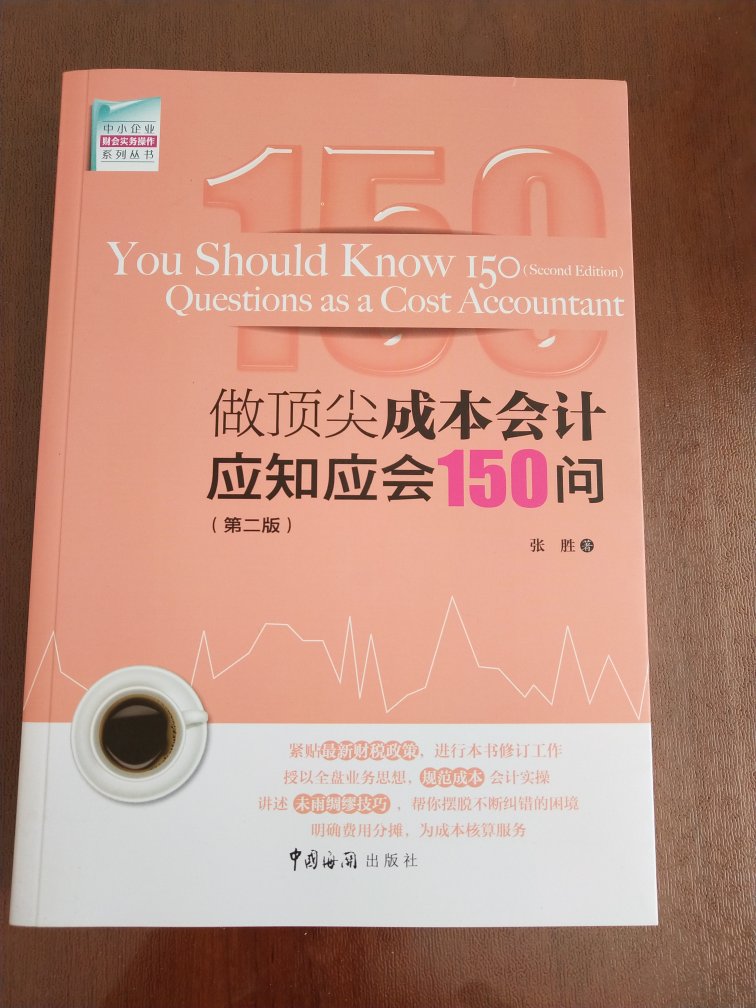 中小企业
财会实务操作
系列丛书
150
You Should Know 150 (Second Edition)
Questions as a Cost Accountant
做顶尖成本会计
应知应会150问
（第二版）
张 胜 著
紧贴最新财税政策，进行本书修订工作
授以全盘业务思想，规范成本 会计实操
讲述 未雨绸缪技巧 ，帮你摆脱不断纠错的困境
明确费用分摊，为成本核算服务
中国海关出版社